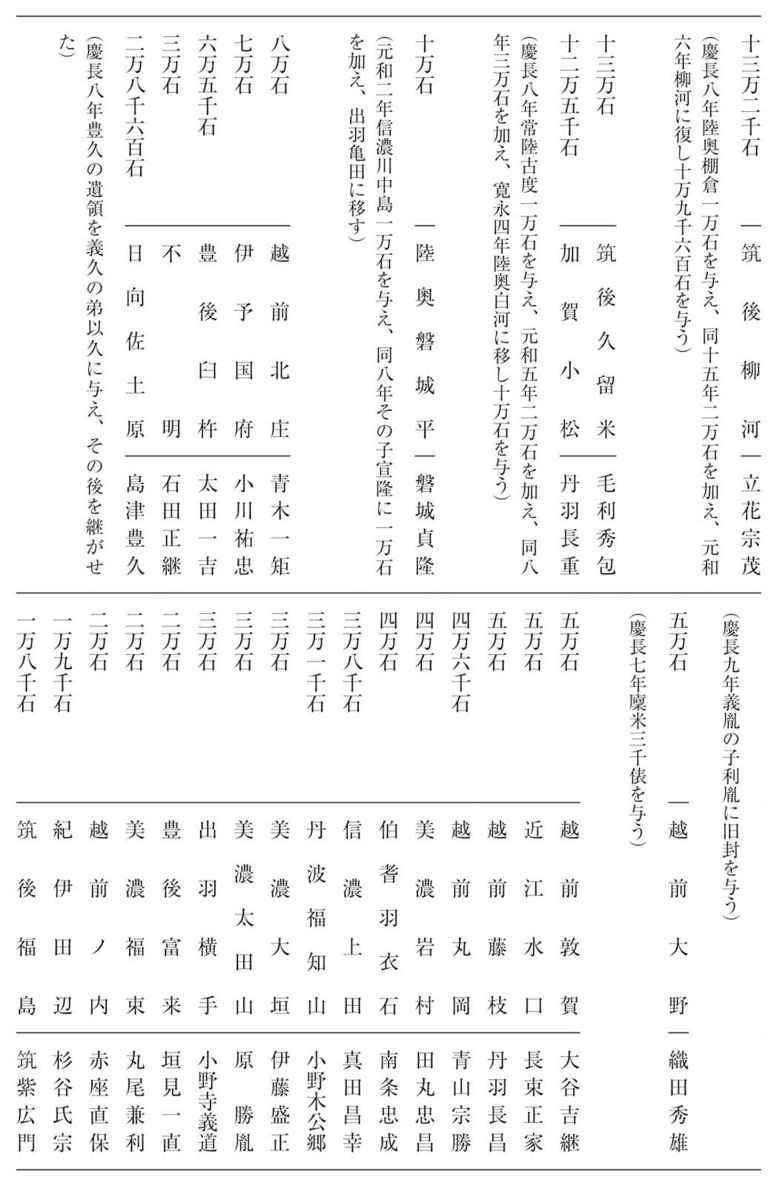 十三万二千石 筑後柳河 立花宗茂
（慶長八年陸奥棚倉一万石を与え、同十五年二万石を加え、元和
六年柳河に復し十万九千六百石を与う）
十三万石 筑後久留米 毛利秀包
十二万五千石 加賀小松 丹羽長重
（慶長八年常陸古度一万石を与え、元和五年二万石を加え、同八
年三万石を加え、寛永四年陸奥白河に移し十万石を与う）
十万石 陸奥磐城平 磐城貞隆
（元和二年信濃川中島一万石を与え、同八年その子宣隆に一万石
を加え、出羽亀田に移す）
八万石 越前北庄 青木一矩
七万石 伊予国府 小川祐忠
六万五千石 豊後臼杵 太田一吉
三万石 不明 石田正継
二万八千六百石 日向佐土原 島津豊久
（慶長八年豊久の遺領を義久の弟以久に与え、その後を継がせ
た）
（慶長九年義胤の子利胤に旧封を与う）
五万石 越前大野 織田秀雄
（慶長七年廩米三千俵を与う）
五万石 越前敦賀 大谷吉継
五万石 近江水口 長束正家
五万石 越前藤枝 丹羽長昌
四万六千石 越前丸岡 青山宗勝
四万石 美濃岩村 田丸忠昌
四万石 伯耆羽衣石 南条忠成
三万八千石 信濃上田 真田昌幸
三万一千石 丹波福知山 小野木公郷
三万石 美濃大垣 伊藤盛正
三万石 美濃太田山 原勝胤
三万石 出羽横手 小野寺義道
二万石 豊後富来 垣見一直
二万石 美濃福束 丸尾兼利
二万石 越前ノ内 赤座直保
一万九千石 紀伊田辺 杉谷氏宗
一万八千石 筑後福島 筑紫広門